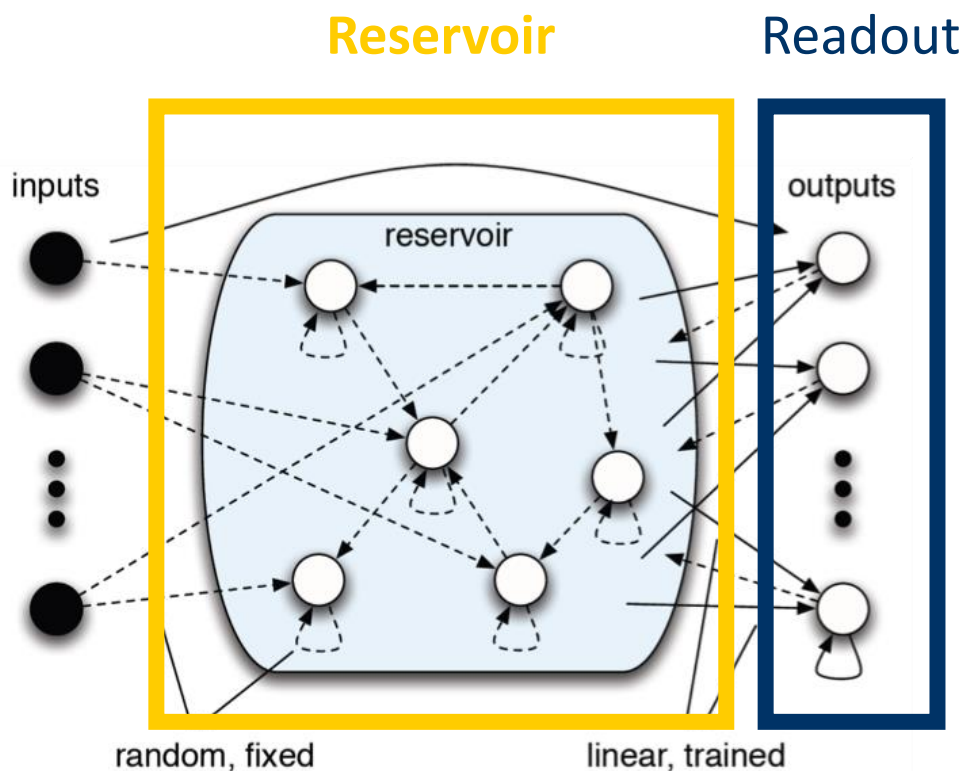 Reservoir
Readout
inputs
outputs
reservoir
random, fixed
linear, trained